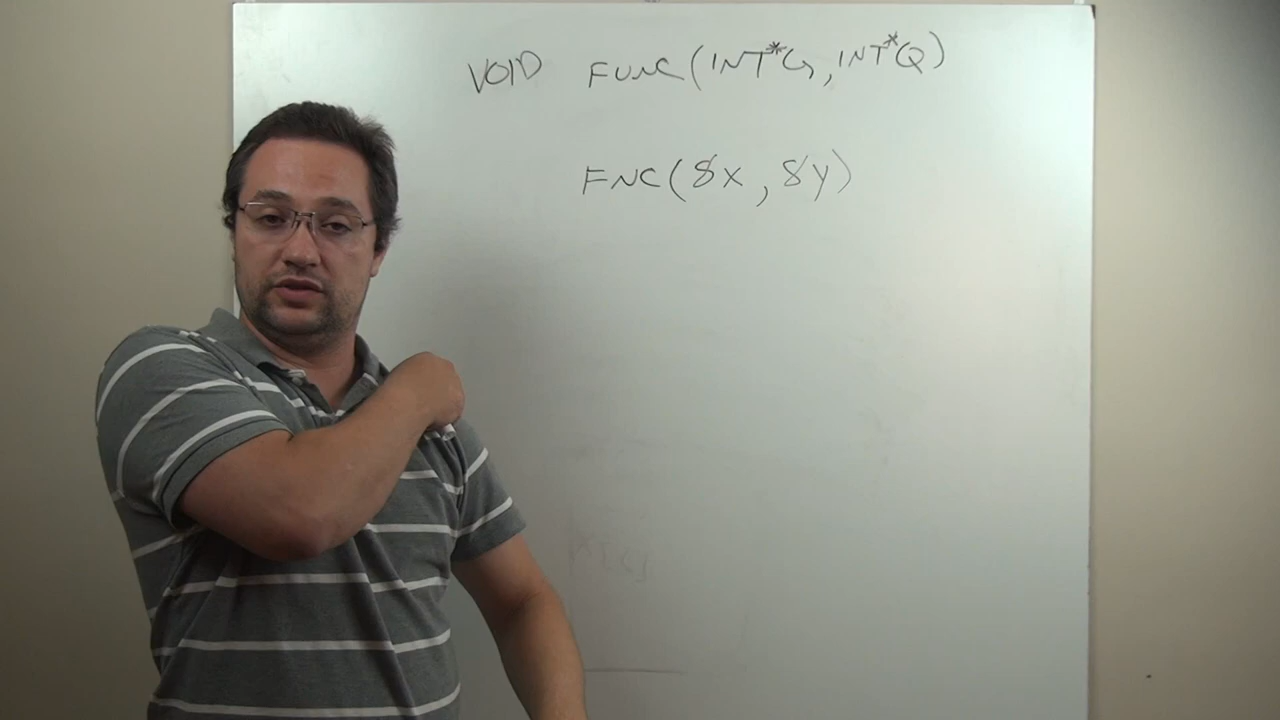 VOID FUNC(INT*G, INT*Q)
FNC(&x, &y)